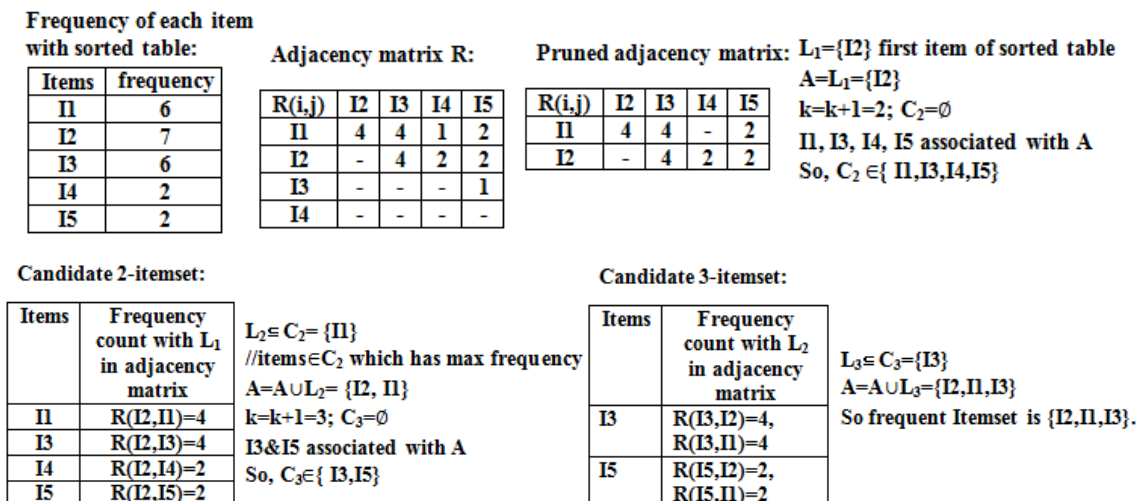 Frequency of each item
with sorted table:
Items frequency
I1 6
I2 7
I3 6
I4 2
I5 2
Adjacency matrix R:
R(i,j) I2 I3 I4 I5
I1 4 4 1 2
I2 - 4 2 2
I3 - - - 1
I4 - - - -
Pruned adjacency matrix:
R(i,j) I2 I3 I4 I5
I1 4 4 - 2
I2 - 4 2 2
L₁={I2} first item of sorted table
A=L₁={I2}
k=k+1=2; C₂=∅
I1, I3, I4, I5 associated with A
So, C₂ ∈{ I1,I3,I4,I5}
Candidate 2-itemset:
Items Frequency
count with L₁
in adjacency
matrix
I1 R(I2,I1)=4
I3 R(I2,I3)=4
I4 R(I2,I4)=2
I5 R(I2,I5)=2
L₂⊆ C₂= {I1}
//items∈C₂ which has max frequency
A=A∪L₂= {I2, I1}
k=k+1=3; C₃=∅
I3&I5 associated with A
So, C₃∈{ I3,I5}
Candidate 3-itemset:
Items Frequency
count with L₂
in adjacency
matrix
I3 R(I3,I2)=4,
R(I3,I1)=4
I5 R(I5,I2)=2,
R(I5,I1)=2
L₃⊆ C₃={I3}
A=A∪L₃={I2,I1,I3}
So frequent Itemset is {I2,I1,I3}.